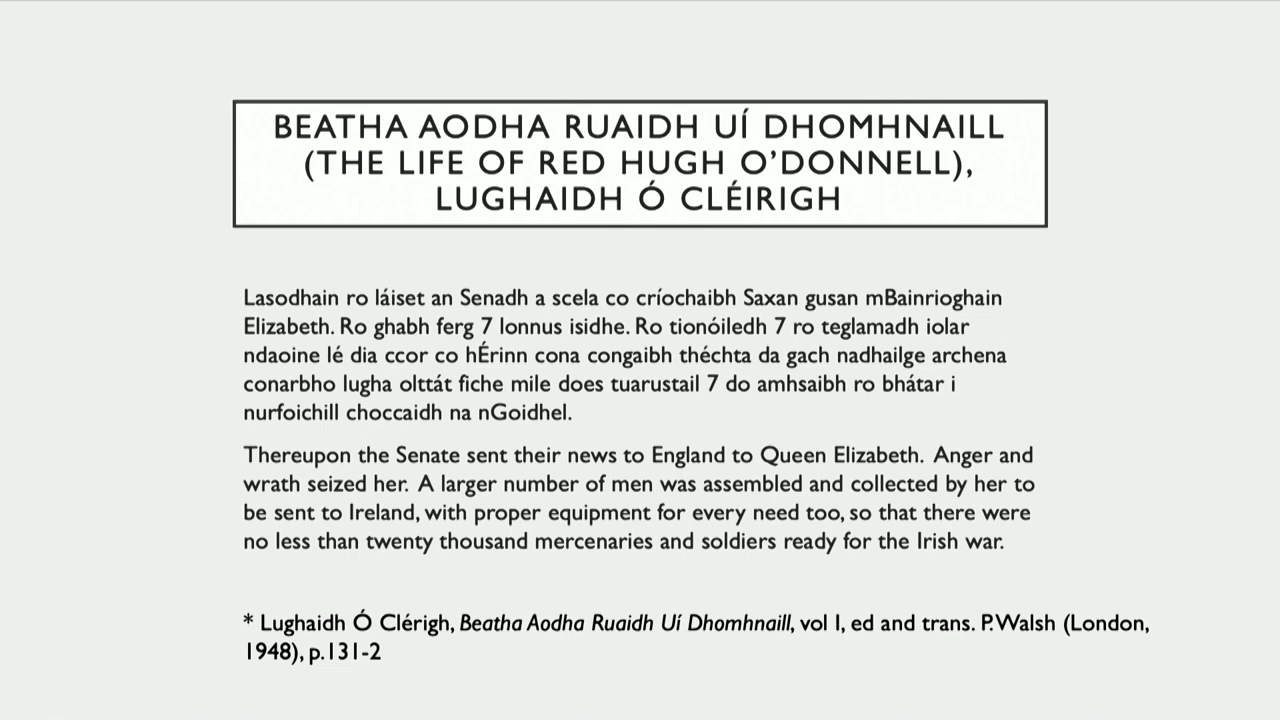 BEATHA AODHA RUAIDH UÍ DHOMHNAILL
(THE LIFE OF RED HUGH O’DONNELL),
LUGHAIDH Ó CLÉIRIGH
Lasodhain ro láiset an Senadh a scela co críochaibh Saxan gusan mBainrioghain
Elizabeth. Ro ghabh ferg 7 lonnus isidhe. Ro tionóiledh 7 ro teglamadh iolar
ndaoine lé dia ccor co hÉrinn cona congaibh théchta da gach nadhailge archena
conarbho lugha olttát fiche mile does tuarustail 7 do amhsaibh ro bhátar i
nurfoichill choccaidh na nGoidhel.
Thereupon the Senate sent their news to England to Queen Elizabeth. Anger and
wrath seized her. A larger number of men was assembled and collected by her to
be sent to Ireland, with proper equipment for every need too, so that there were
no less than twenty thousand mercenaries and soldiers ready for the Irish war.
* Lughaidh Ó Clérigh, Beatha Aodha Ruaidh Uí Dhomhnaill, vol I, ed and trans. P. Walsh (London,
1948), p.131-2